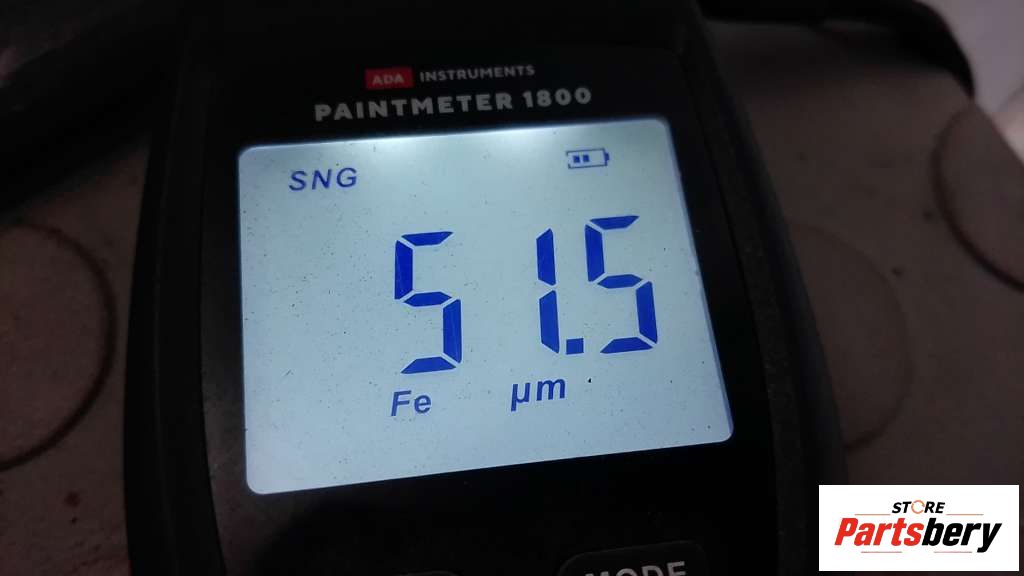 ADA INSTRUMENTS
PAINTMETER 1800
SNG
51.5
Fe µm
MODE
STORE
Partsbery